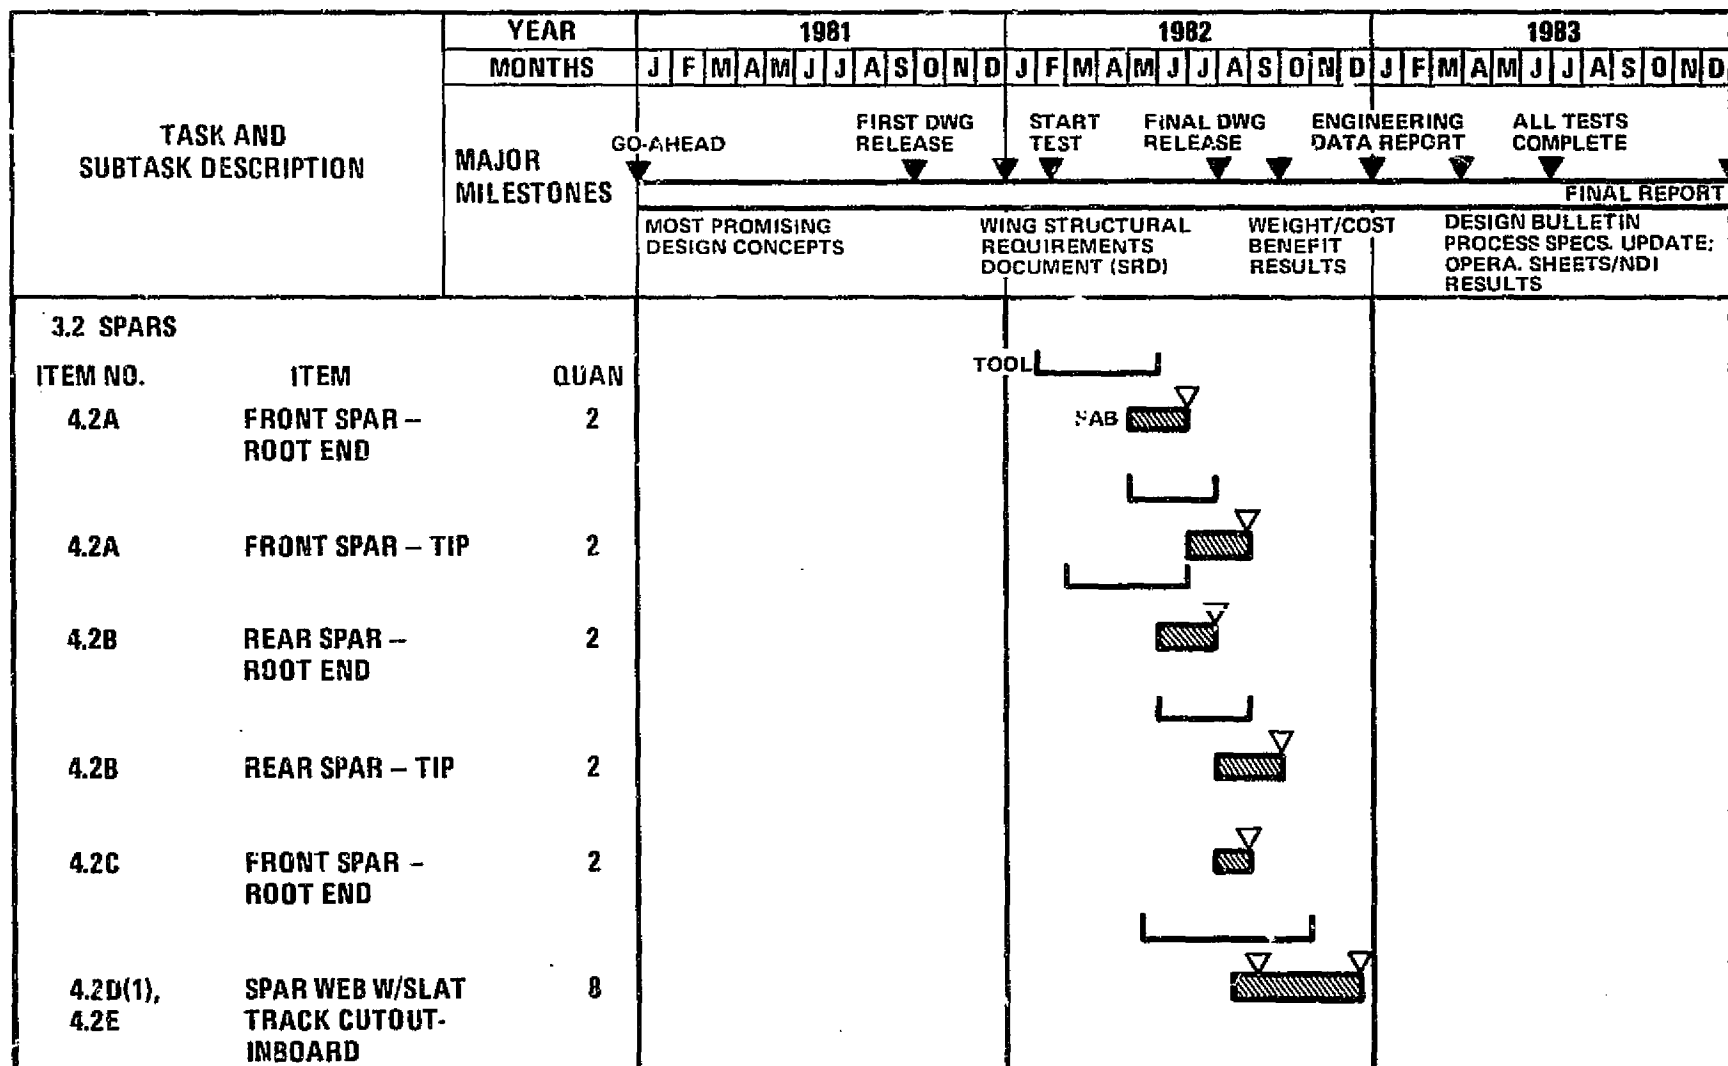 YEAR 1981 1982 1983
MONTHS J F M A M J J A S O N D J F M A M J J A S O N D J F M A M J J A S O N D
TASK AND
SUBTASK DESCRIPTION
MAJOR
MILESTONES
GO-AHEAD
FIRST DWG
RELEASE
START
TEST
FINAL DWG
RELEASE
ENGINEERING
DATA REPORT
ALL TESTS
COMPLETE
FINAL REPORT
MOST PROMISING
DESIGN CONCEPTS
WING STRUCTURAL
REQUIREMENTS
DOCUMENT (SRD)
WEIGHT/COST
BENEFIT
RESULTS
DESIGN BULLETIN
PROCESS SPECS. UPDATE;
OPERA. SHEETS/NDI
RESULTS
3.2 SPARS
TOOL
ITEM NO. ITEM QUAN
4.2A FRONT SPAR – 2 FAB
ROOT END
4.2A FRONT SPAR – TIP 2
4.2B REAR SPAR – 2
ROOT END
4.2B REAR SPAR – TIP 2
4.2C FRONT SPAR – 2
ROOT END
4.2D(1), SPAR WEB W/SLAT 8
4.2E TRACK CUTOUT-
INBOARD